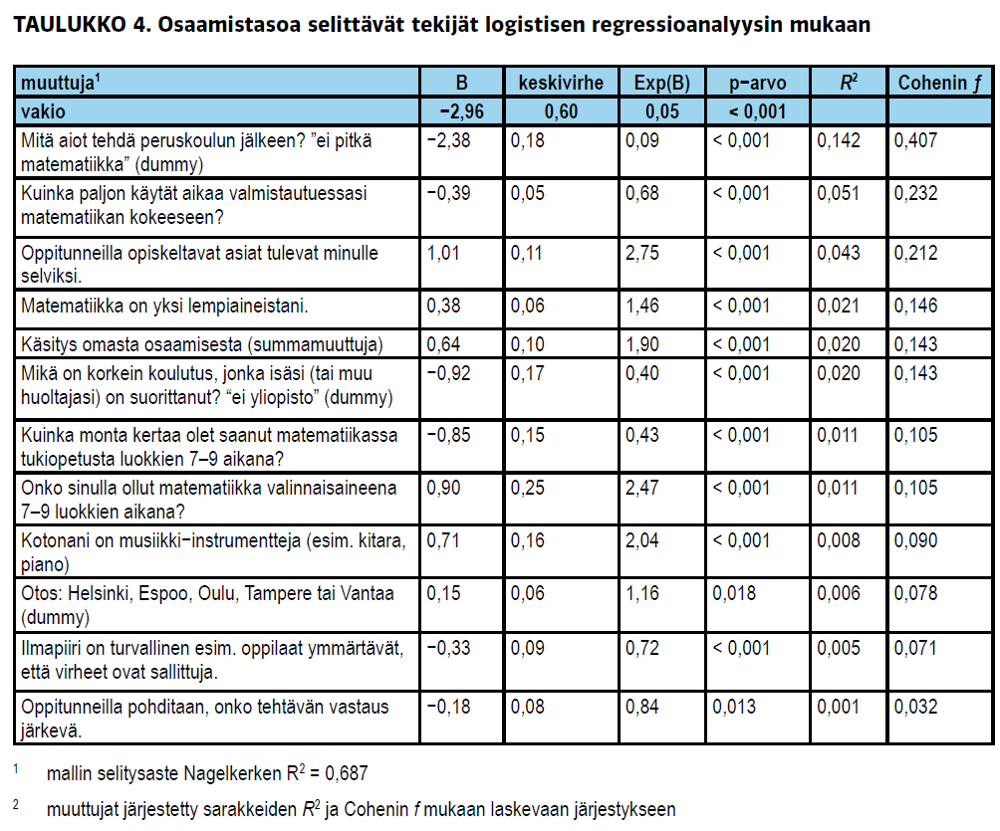 TAULUKKO 4. Osaamistasoa selittävät tekijät logistisen regressioanalyysin mukaan
muuttuja¹ B keskivirhe Exp(B) p−arvo R² Cohenin ƒ
vakio −2,96 0,60 0,05 < 0,001
Mitä aiot tehdä peruskoulun jälkeen? ”ei pitkä −2,38 0,18 0,09 < 0,001 0,142 0,407
matematiikka” (dummy)
Kuinka paljon käytät aikaa valmistautuessasi −0,39 0,05 0,68 < 0,001 0,051 0,232
matematiikan kokeeseen?
Oppitunneilla opiskeltavat asiat tulevat minulle 1,01 0,11 2,75 < 0,001 0,043 0,212
selviksi.
Matematiikka on yksi lempiaineistani. 0,38 0,06 1,46 < 0,001 0,021 0,146
Käsitys omasta osaamisesta (summamuuttuja) 0,64 0,10 1,90 < 0,001 0,020 0,143
Mikä on korkein koulutus, jonka isäsi (tai muu −0,92 0,17 0,40 < 0,001 0,020 0,143
huoltajasi) on suorittanut? “ei yliopisto” (dummy)
Kuinka monta kertaa olet saanut matematiikassa −0,85 0,15 0,43 < 0,001 0,011 0,105
tukiopetusta luokkien 7–9 aikana?
Onko sinulla ollut matematiikka valinnaisaineena 0,90 0,25 2,47 < 0,001 0,011 0,105
7–9 luokkien aikana?
Kotonani on musiikki−instrumentteja (esim. kitara, 0,71 0,16 2,04 < 0,001 0,008 0,090
piano)
Otos: Helsinki, Espoo, Oulu, Tampere tai Vantaa 0,15 0,06 1,16 0,018 0,006 0,078
(dummy)
Ilmapiiri on turvallinen esim. oppilaat ymmärtävät, −0,33 0,09 0,72 < 0,001 0,005 0,071
että virheet ovat sallittuja.
Oppitunneilla pohditaan, onko tehtävän vastaus −0,18 0,08 0,84 0,013 0,001 0,032
järkevä.
¹ mallin selitysaste Nagelkerken R² = 0,687
² muuttujat järjestetty sarakkeiden R² ja Cohenin f mukaan laskevaan järjestykseen